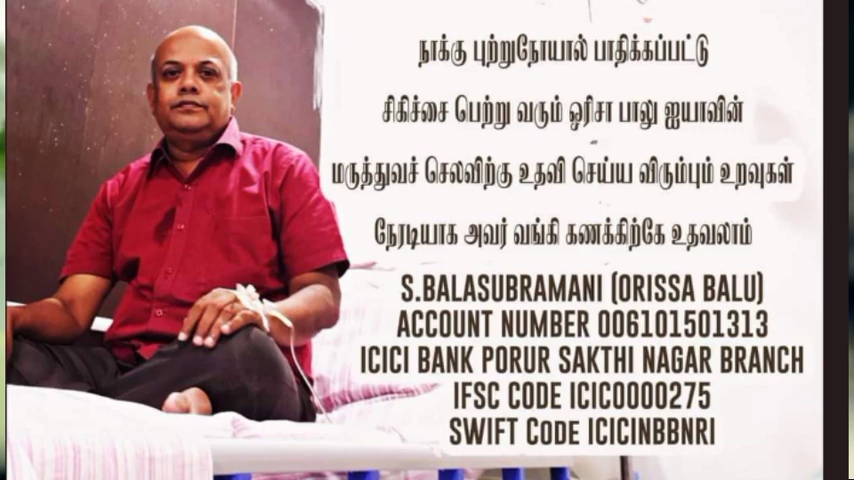 நாக்கு புற்றுநோயால் பாதிக்கப்பட்டு
சிகிச்சை பெற்று வரும் ஒரிசா பாலு ஐயாவின்
மருத்துவச் செலவிற்கு உதவி செய்ய விரும்பும் உறவுகள்
நேரடியாக அவர் வங்கி கணக்கிற்கே உதவலாம்
S.BALASUBRAMANI (ORISSA BALU)
ACCOUNT NUMBER 006101501313
ICICI BANK PORUR SAKTHI NAGAR BRANCH
IFSC CODE ICIC0000275
SWIFT Code ICICINBBNRI